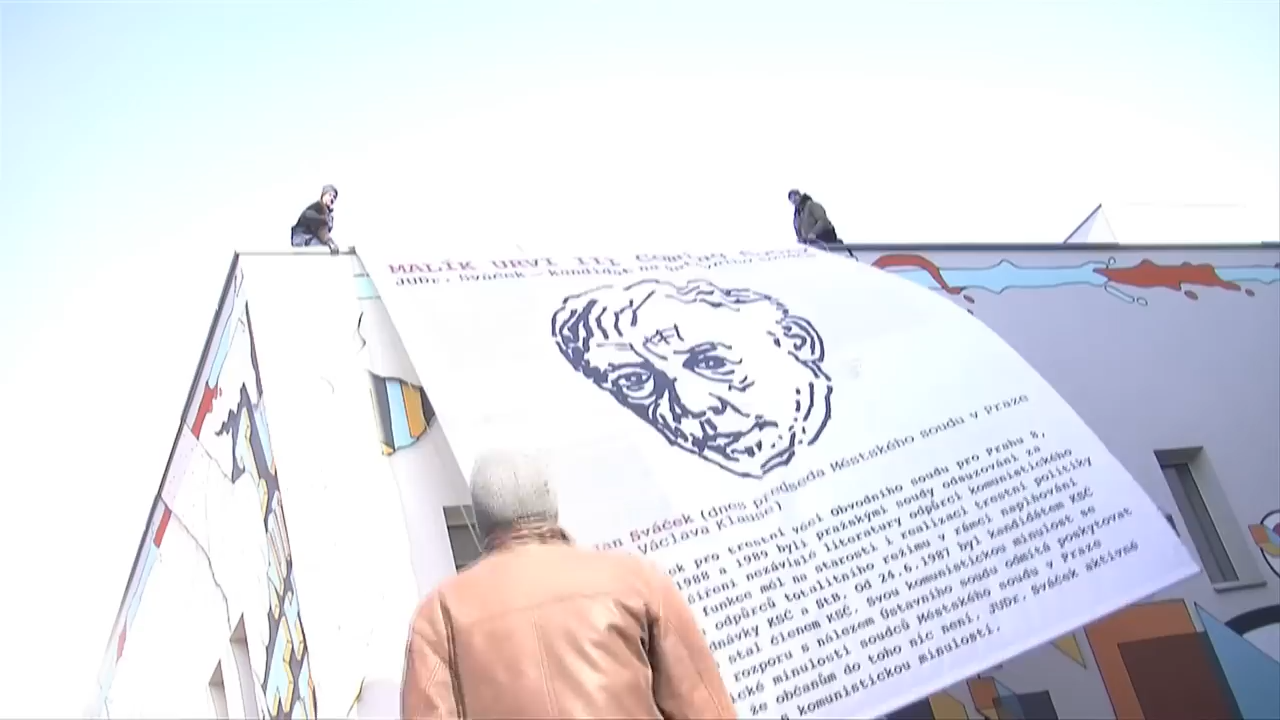 MALÍK URVI III
JUDr. Sváček — kandidát na
an Sváček (dnes předseda Městského soudu v Praze
Václava Klause)
k pro trestní věci Obvodního soudu pro Prahu 8,
1988 a 1989 byli pražskými soudy odsuzováni za
íření nezávislé literatury odpůrci komunistického
funkce měl na starosti i realizaci trestní politiky
odpůrců totalitního režimu v rámci naplňování
dnávky KSČ a StB. Od 24.6.1987 byl kandidátem KSČ
stal členem KSČ. Svou komunistickou minulost se
rozporu s nálezem Ústavního soudu odmítá poskytovat
cké minulosti soudců Městského soudu v Praze
že občanům do toho nic není. JUDr. Sváček aktivně
s komunistickou minulostí.